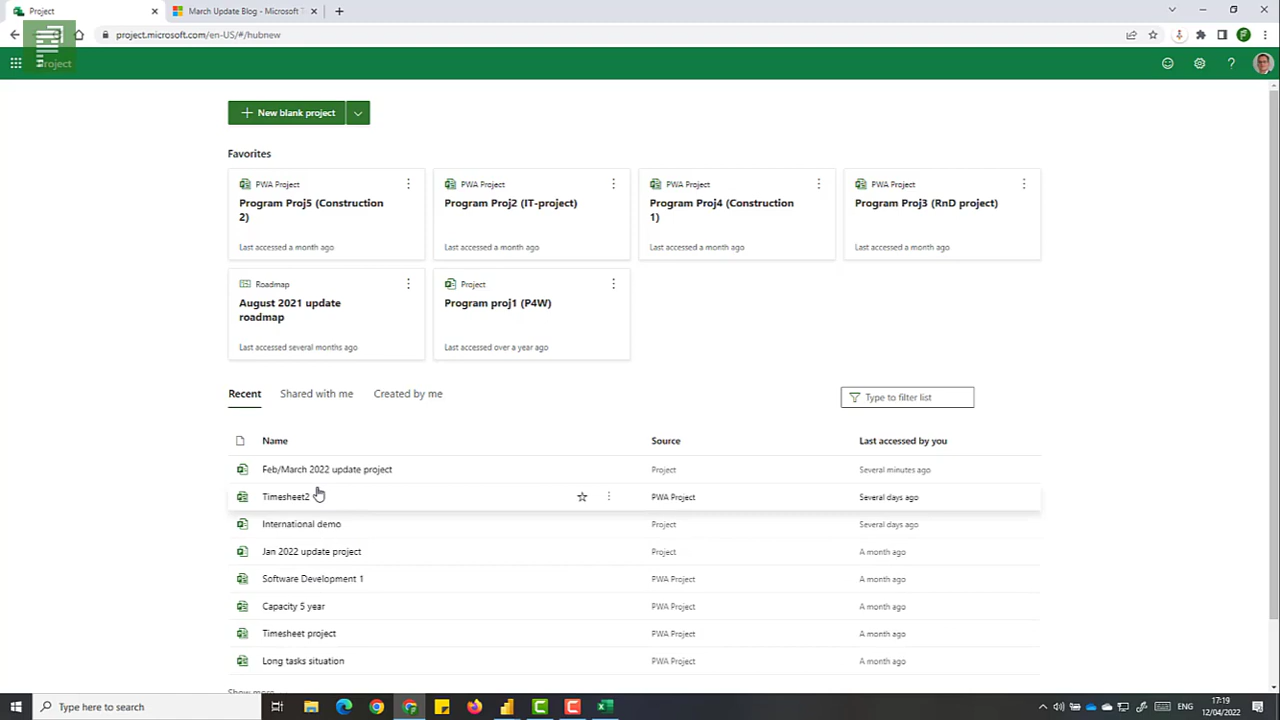 Project
March Update Blog - Microsoft T
project.microsoft.com/en-US/#/hubnew
Project
New blank project
Favorites
PWA Project
Program Proj5 (Construction
2)
Last accessed a month ago
PWA Project
Program Proj2 (IT-project)
Last accessed a month ago
PWA Project
Program Proj4 (Construction
1)
Last accessed a month ago
PWA Project
Program Proj3 (RnD project)
Last accessed a month ago
Roadmap
August 2021 update
roadmap
Last accessed several months ago
Project
Program proj1 (P4W)
Last accessed over a year ago
Recent Shared with me Created by me
Type to filter list
Name Source Last accessed by you
Feb/March 2022 update project Project Several minutes ago
Timesheet2 PWA Project Several days ago
International demo Project Several days ago
Jan 2022 update project Project A month ago
Software Development 1 PWA Project A month ago
Capacity 5 year PWA Project A month ago
Timesheet project PWA Project A month ago
Long tasks situation PWA Project A month ago
Show more
Type here to search
ENG
17:19
12/04/2022